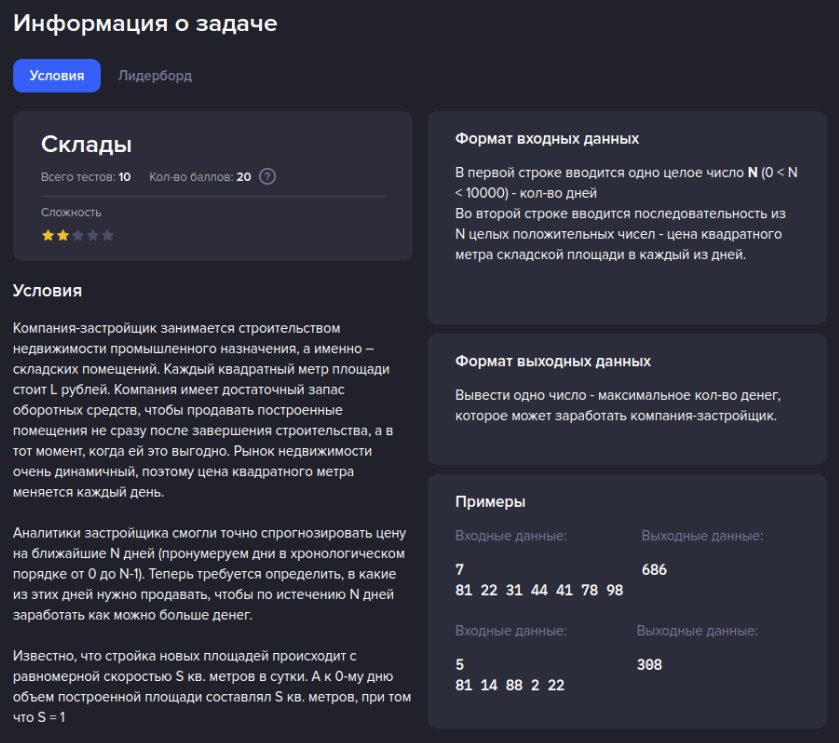 Информация о задаче
Условия
Лидерборд
Склады
Всего тестов: 10 Кол-во баллов: 20 ?
Сложность
Условия
Компания-застройщик занимается строительством
недвижимости промышленного назначения, а именно –
складских помещений. Каждый квадратный метр площади
стоит L рублей. Компания имеет достаточный запас
оборотных средств, чтобы продавать построенные
помещения не сразу после завершения строительства, а в
тот момент, когда ей это выгодно. Рынок недвижимости
очень динамичный, поэтому цена квадратного метра
меняется каждый день.
Аналитики застройщика смогли точно спрогнозировать цену
на ближайшие N дней (пронумеруем дни в хронологическом
порядке от 0 до N-1). Теперь требуется определить, в какие
из этих дней нужно продавать, чтобы по истечению N дней
заработать как можно больше денег.
Известно, что стройка новых площадей происходит с
равномерной скоростью S кв. метров в сутки. А к 0-му дню
объем построенной площади составлял S кв. метров, при том
что S = 1
Формат входных данных
В первой строке вводится одно целое число N (0 < N
< 10000) - кол-во дней
Во второй строке вводится последовательность из
N целых положительных чисел - цена квадратного
метра складской площади в каждый из дней.
Формат выходных данных
Вывести одно число - максимальное кол-во денег,
которое может заработать компания-застройщик.
Примеры
Входные данные: Выходные данные:
7 686
81 22 31 44 41 78 98
Входные данные: Выходные данные:
5 308
81 14 88 2 22